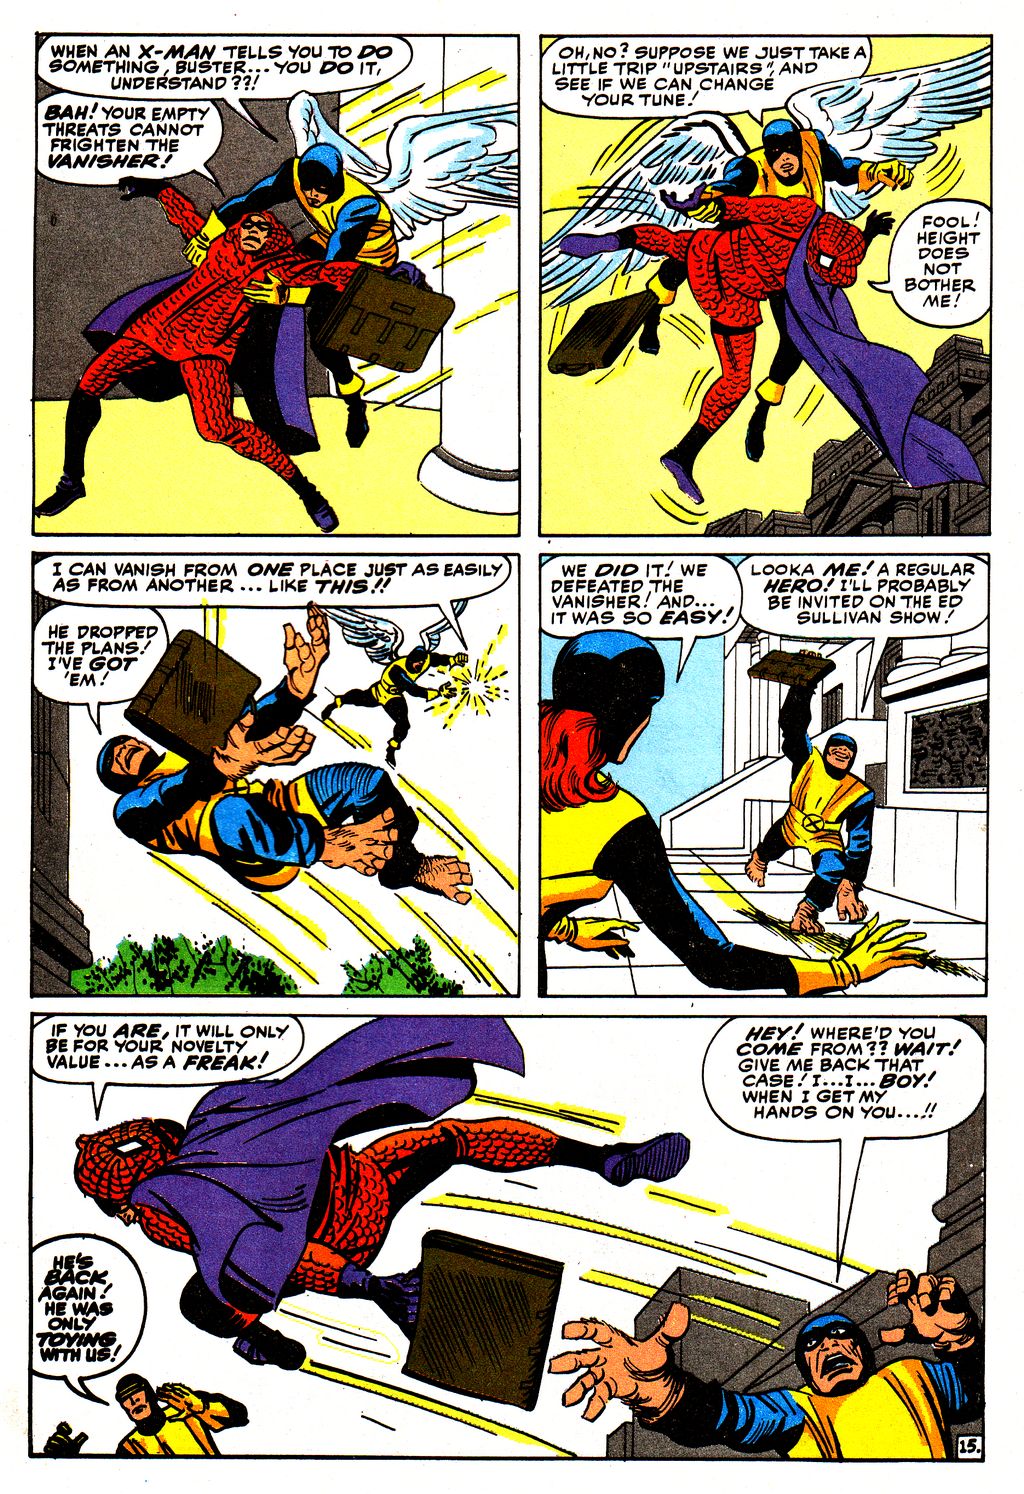 WHEN AN X-MAN TELLS YOU TO DO
SOMETHING, BUSTER... YOU DO IT,
UNDERSTAND??!
BAH! YOUR EMPTY
THREATS CANNOT
FRIGHTEN THE
VANISHER!
OH, NO? SUPPOSE WE JUST TAKE A
LITTLE TRIP "UPSTAIRS", AND
SEE IF WE CAN CHANGE
YOUR TUNE!
FOOL!
HEIGHT
DOES
NOT
BOTHER
ME!
I CAN VANISH FROM ONE PLACE JUST AS EASILY
AS FROM ANOTHER... LIKE THIS!!
HE DROPPED
THE PLANS!
I'VE GOT
'EM!
WE DID IT! WE
DEFEATED THE
VANISHER! AND...
IT WAS SO EASY!
LOOKA ME! A REGULAR
HERO! I'LL PROBABLY
BE INVITED ON THE ED
SULLIVAN SHOW!
IF YOU ARE, IT WILL ONLY
BE FOR YOUR NOVELTY
VALUE... AS A FREAK!
HEY! WHERE'D YOU
COME FROM?? WAIT!
GIVE ME BACK THAT
CASE! I...I... BOY!
WHEN I GET MY
HANDS ON YOU...!!
HE'S
BACK
AGAIN!
HE WAS
ONLY
TOYING
WITH US!
15.